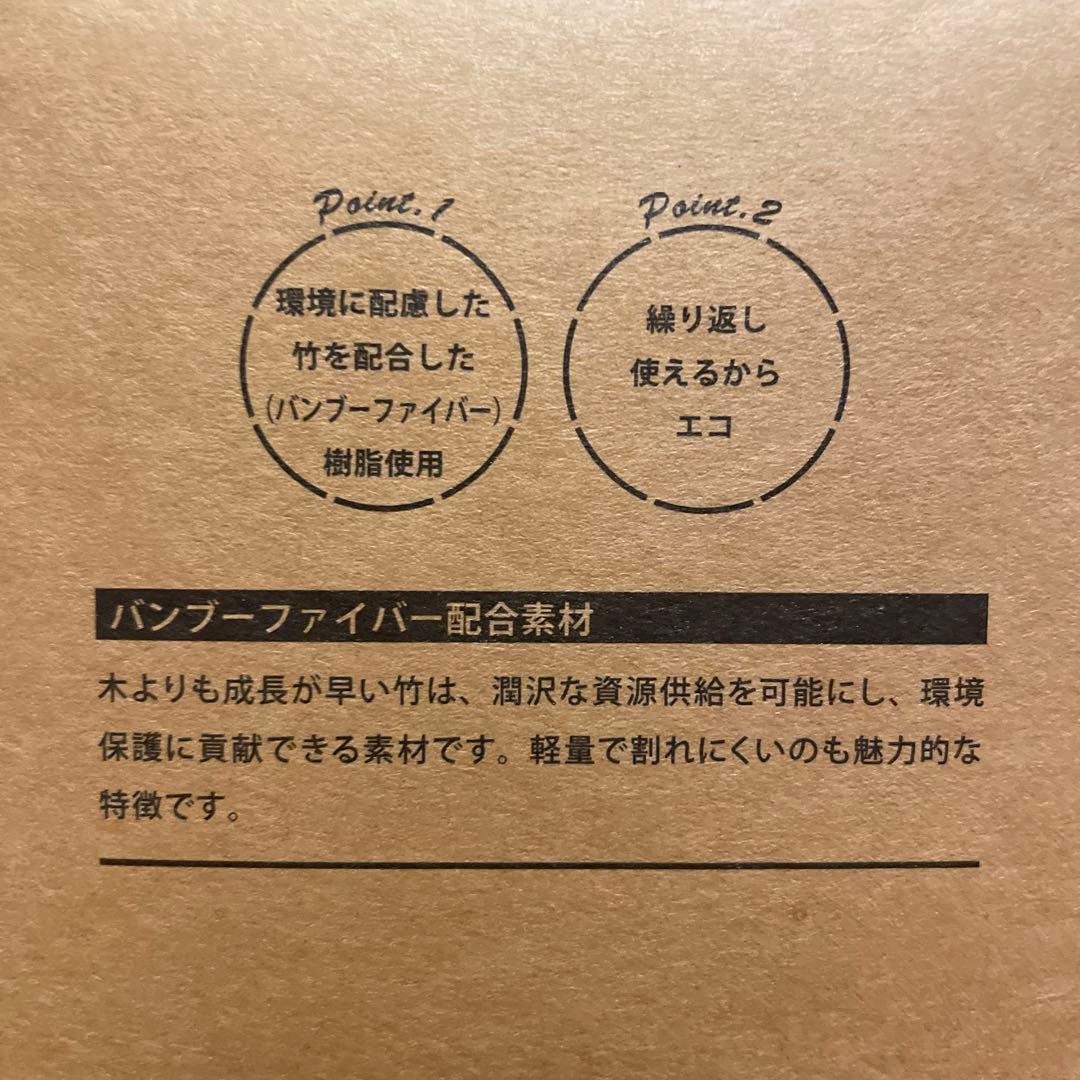 Point.1
環境に配慮した
竹を配合した
(バンブーファイバー)
樹脂使用
Point.2
繰り返し
使えるから
エコ
バンブーファイバー配合素材
木よりも成長が早い竹は、潤沢な資源供給を可能にし、環境
保護に貢献できる素材です。軽量で割れにくいのも魅力的な
特徴です。